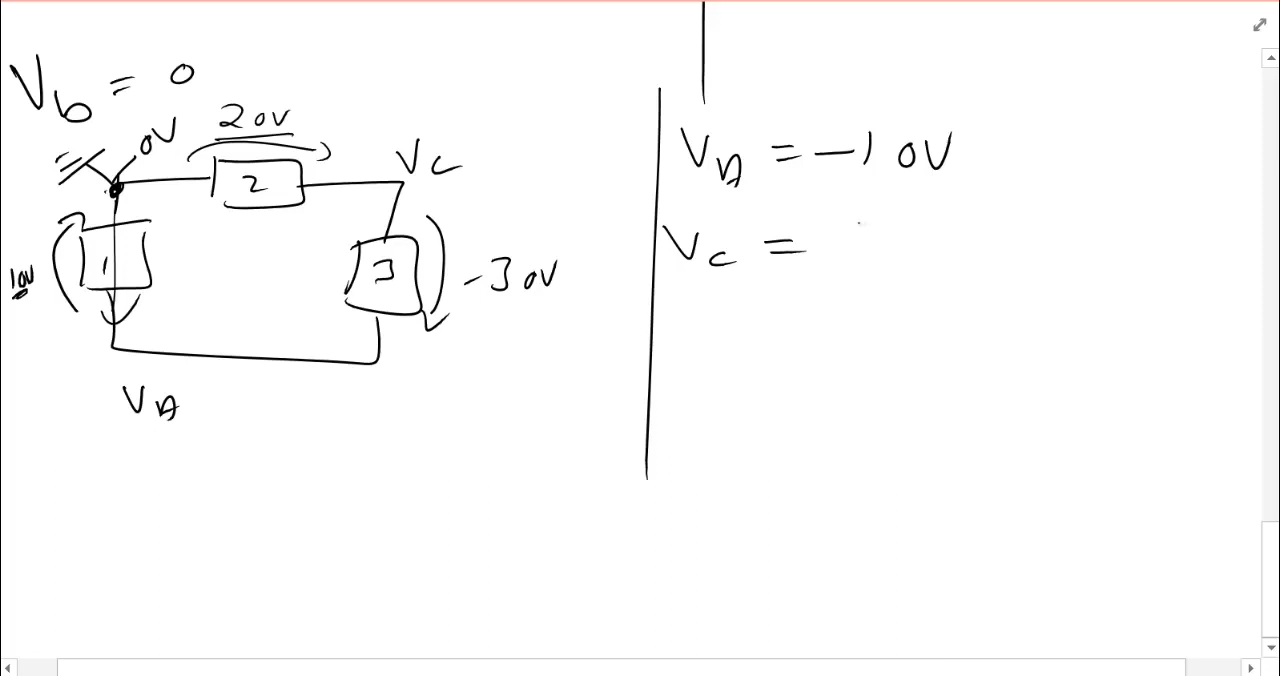 Vb = 0
0V
20V
Vc
2
VA = -10V
Vc =
10V
1
3
-30V
VA